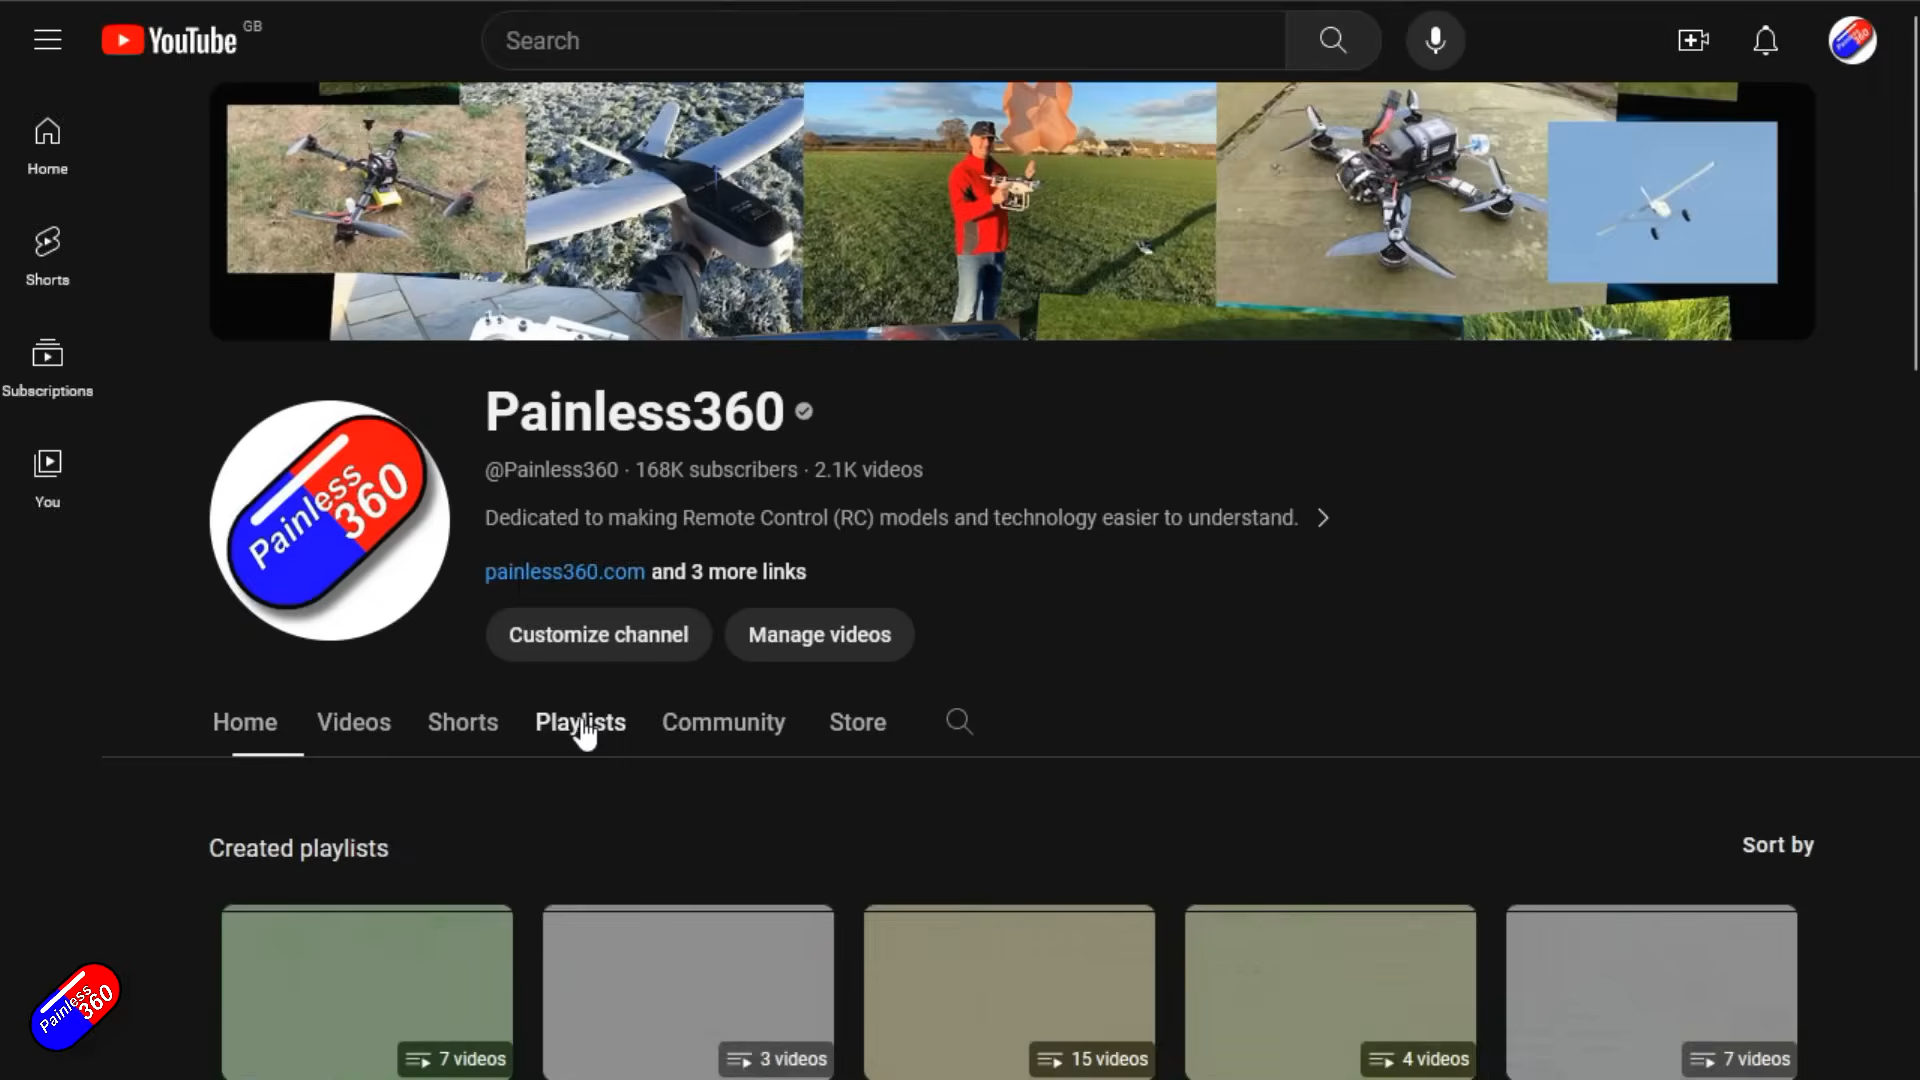 YouTube GB
Search
Home
Shorts
Subscriptions
You
Painless360
Painless
360
@Painless360 · 168K subscribers · 2.1K videos
Dedicated to making Remote Control (RC) models and technology easier to understand.
painless360.com and 3 more links
Customize channel Manage videos
Home Videos Shorts Playlists Community Store
Created playlists
Sort by
7 videos
3 videos
15 videos
4 videos
7 videos
Painless
360